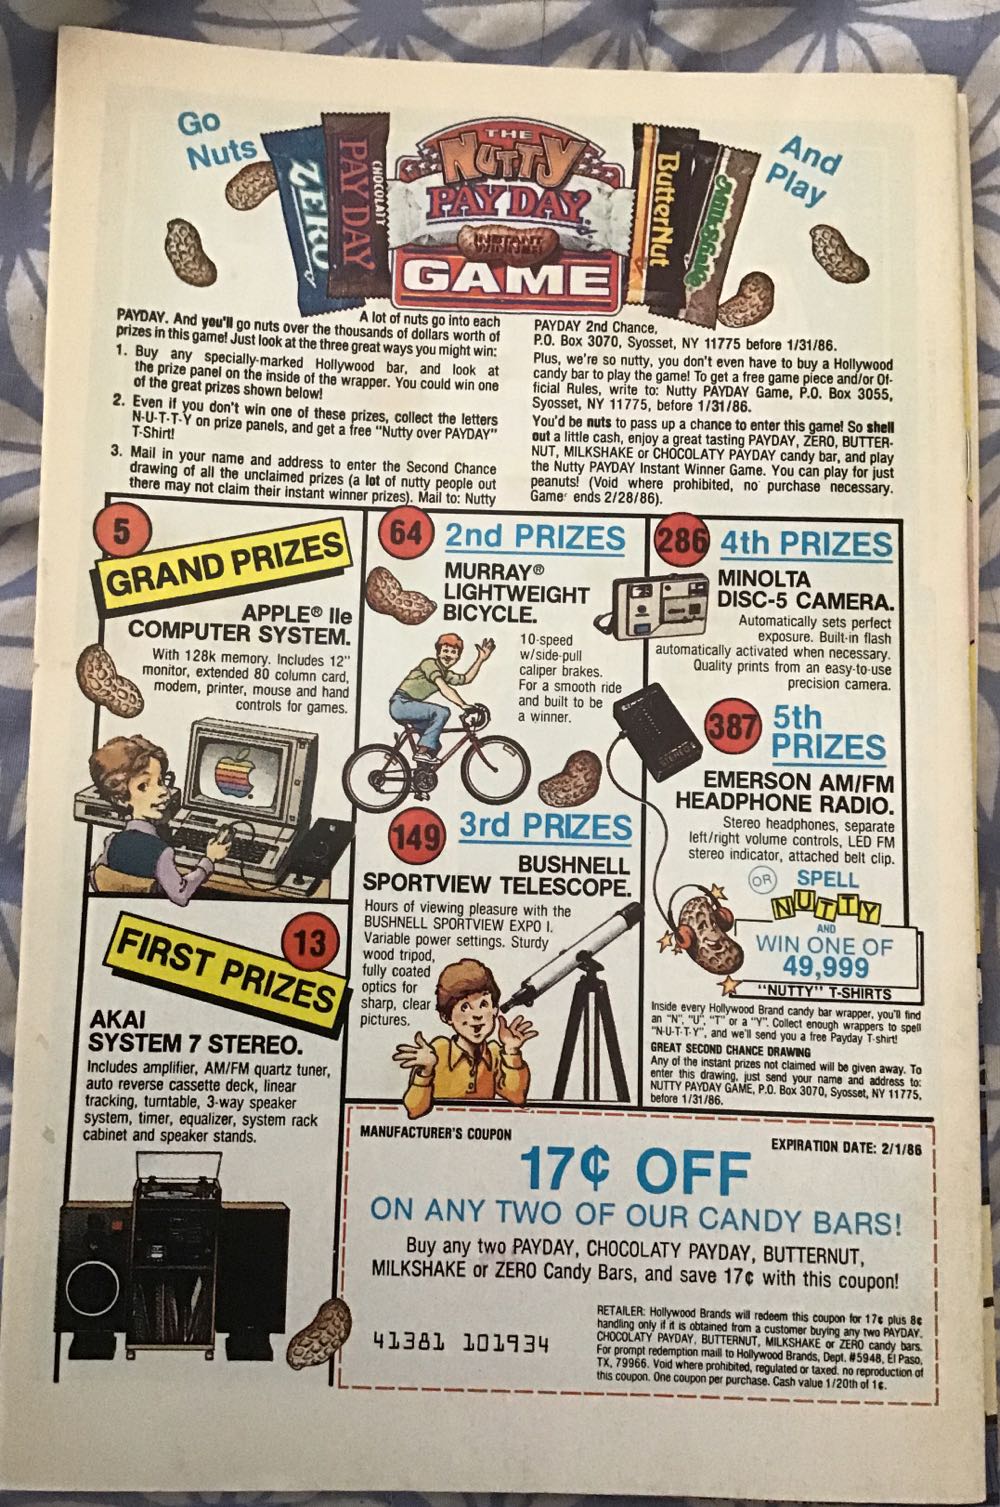 Go
Nuts
And
Play
ZERO
CHOCOLATY
PAY DAY
THE
NUTTY
PAY DAY
INSTANT
WINNER!
GAME
ButterNut
MilkShake
A lot of nuts go into each
PAYDAY. And you'll go nuts over the thousands of dollars worth of
prizes in this game! Just look at the three great ways you might win:
1. Buy any specially-marked Hollywood bar, and look at
the prize panel on the inside of the wrapper. You could win one
of the great prizes shown below!
2. Even if you don't win one of these prizes, collect the letters
N-U-T-T-Y on prize panels, and get a free "Nutty over PAYDAY"
T-Shirt!
3. Mail in your name and address to enter the Second Chance
drawing of all the unclaimed prizes (a lot of nutty people out
there may not claim their instant winner prizes). Mail to: Nutty
PAYDAY 2nd Chance,
P.O. Box 3070, Syosset, NY 11775 before 1/31/86.
Plus, we're so nutty, you don't even have to buy a Hollywood
candy bar to play the game! To get a free game piece and/or Of-
ficial Rules, write to: Nutty PAYDAY Game, P.O. Box 3055,
Syosset, NY 11775, before 1/31/86.
You'd be nuts to pass up a chance to enter this game! So shell
out a little cash, enjoy a great tasting PAYDAY, ZERO, BUTTER-
NUT, MILKSHAKE or CHOCOLATY PAYDAY candy bar, and play
the Nutty PAYDAY Instant Winner Game. You can play for just
peanuts! (Void where prohibited, no purchase necessary.
Game ends 2/28/86).
5
GRAND PRIZES
APPLE® IIe
COMPUTER SYSTEM.
With 128k memory. Includes 12"
monitor, extended 80 column card,
modem, printer, mouse and hand
controls for games.
13
FIRST PRIZES
AKAI
SYSTEM 7 STEREO.
Includes amplifier, AM/FM quartz tuner,
auto reverse cassette deck, linear
tracking, turntable, 3-way speaker
system, timer, equalizer, system rack
cabinet and speaker stands.
64
2nd PRIZES
MURRAY®
LIGHTWEIGHT
BICYCLE.
10-speed
w/side-pull
caliper brakes.
For a smooth ride
and built to be
a winner.
149
3rd PRIZES
BUSHNELL
SPORTVIEW TELESCOPE.
Hours of viewing pleasure with the
BUSHNELL SPORTVIEW EXPO I.
Variable power settings. Sturdy
wood tripod,
fully coated
optics for
sharp, clear
pictures.
286
4th PRIZES
MINOLTA
DISC-5 CAMERA.
Automatically sets perfect
exposure. Built-in flash
automatically activated when necessary.
Quality prints from an easy-to-use
precision camera.
387
5th
PRIZES
STEREO
EMERSON AM/FM
HEADPHONE RADIO.
Stereo headphones, separate
left/right volume controls, LED FM
stereo indicator, attached belt clip.
OR
SPELL
NUTTY
AND
WIN ONE OF
49,999
"NUTTY" T-SHIRTS
Inside every Hollywood Brand candy bar wrapper, you'll find
an "N", "U", "T" or a "Y". Collect enough wrappers to spell
"N-U-T-T-Y", and we'll send you a free Payday T-shirt!
GREAT SECOND CHANCE DRAWING
Any of the instant prizes not claimed will be given away. To
enter this drawing, just send your name and address to:
NUTTY PAYDAY GAME, P.O. Box 3070, Syosset, NY 11775,
before 1/31/86.
MANUFACTURER'S COUPON
EXPIRATION DATE: 2/1/86
17¢ OFF
ON ANY TWO OF OUR CANDY BARS!
Buy any two PAYDAY, CHOCOLATY PAYDAY, BUTTERNUT,
MILKSHAKE or ZERO Candy Bars, and save 17¢ with this coupon!
41381 101934
RETAILER: Hollywood Brands will redeem this coupon for 17¢ plus 8¢
handling only if it is obtained from a customer buying any two PAYDAY,
CHOCOLATY PAYDAY, BUTTERNUT, MILKSHAKE or ZERO candy bars.
For prompt redemption maill to Hollywood Brands, Dept. #5948, El Paso,
TX, 79966. Void where prohibited, regulated or taxed. no reproduction of
this coupon. One coupon per purchase. Cash value 1/20th of 1¢.